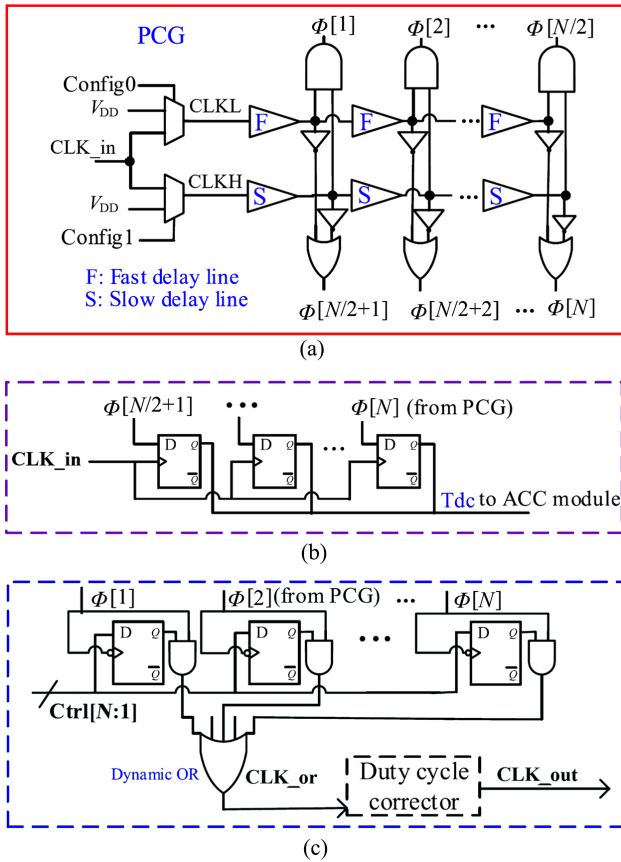 PCG
Φ[1]
Φ[2]
...
Φ[N/2]
Config0
VDD
CLK_in
VDD
Config1
CLKL
CLKH
F
F
...
F
S
S
...
S
F: Fast delay line
S: Slow delay line
Φ[N/2+1]
Φ[N/2+2]
...
Φ[N]
(a)
Φ[N/2+1]
...
Φ[N] (from PCG)
CLK_in
D Q
Q
D Q
Q
...
D Q
Q
Tdc to ACC module
(b)
Φ[1]
Φ[2](from PCG)
...
Φ[N]
D Q
Q
D Q
Q
...
D Q
Q
Ctrl[N:1]
Dynamic OR
CLK_or
Duty cycle
corrector
CLK_out
(c)